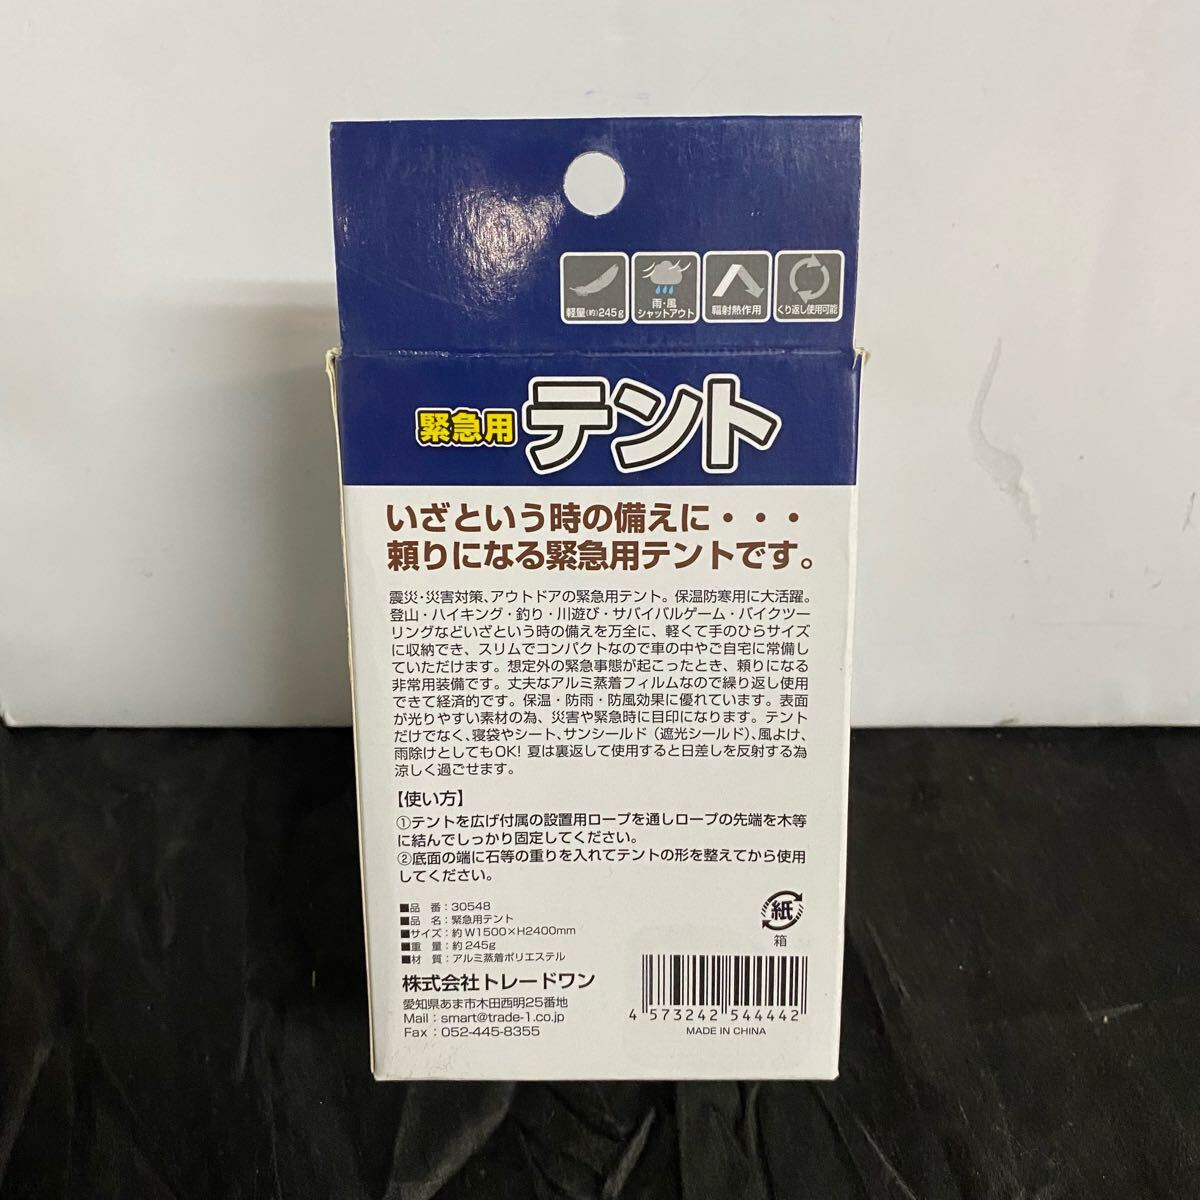 軽量(約)245g
雨・風
シャットアウト
輻射熱作用
くり返し使用可能
緊急用テント
いざという時の備えに・・・
頼りになる緊急用テントです。
震災・災害対策、アウトドアの緊急用テント。保温防寒用に大活躍。
登山・ハイキング・釣り・川遊び・サバイバルゲーム・バイクツー
リングなどいざという時の備えを万全に、軽くて手のひらサイズ
に収納でき、スリムでコンパクトなので車の中やご自宅に常備し
ていただけます。想定外の緊急事態が起こったとき、頼りになる
非常用装備です。丈夫なアルミ蒸着フィルムなので繰り返し使用
できて経済的です。保温・防雨・防風効果に優れています。表面
が光りやすい素材の為、災害や緊急時に目印になります。テント
だけでなく、寝袋やシート、サンシールド（遮光シールド）、風よけ、
雨除けとしてもOK! 夏は裏返して使用すると日差しを反射する為
涼しく過ごせます。
【使い方】
①テントを広げ付属の設置用ロープを通しロープの先端を木等
に結んでしっかり固定してください。
②底面の端に石等の重りを入れてテントの形を整えてから使用
してください。
■品　番：30548
■品　名：緊急用テント
■サイズ：約 W1500×H2400mm
■重　量：約 245g
■材　質：アルミ蒸着ポリエステル
株式会社トレードワン
愛知県あま市木田西明25番地
Mail：smart@trade-1.co.jp
Fax：052-445-8355
紙
箱
4 573242 544442
MADE IN CHINA